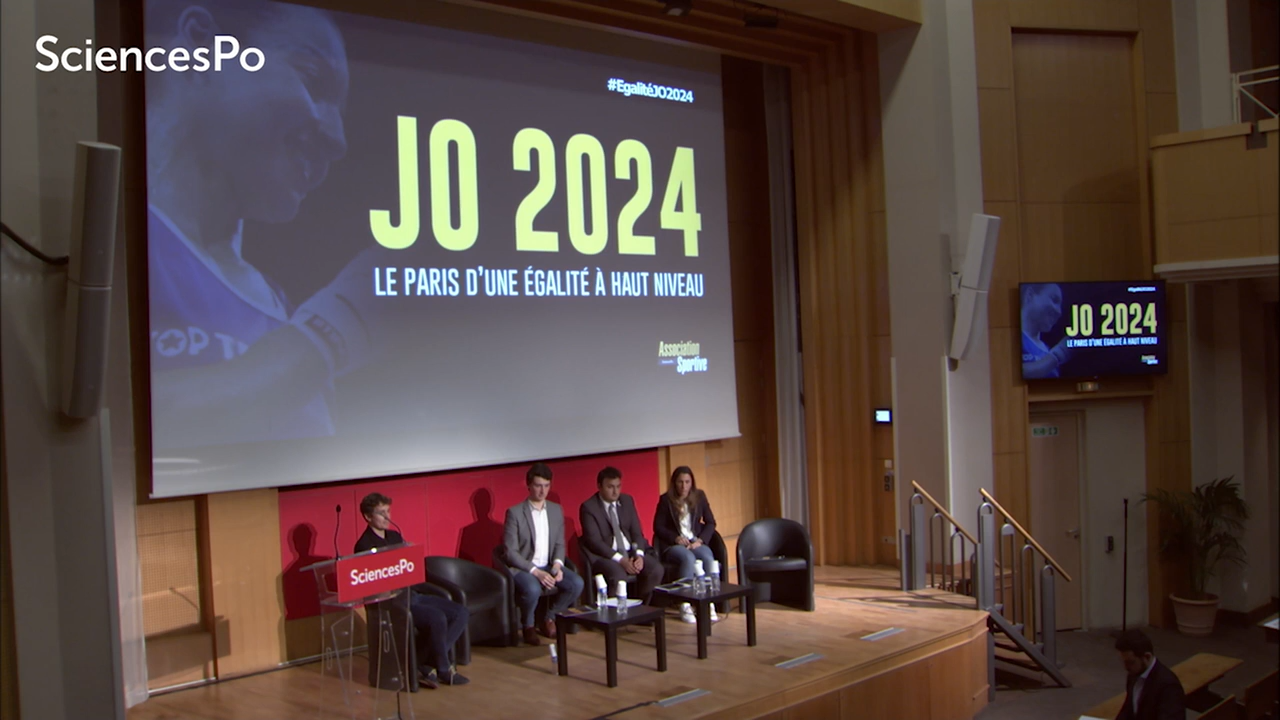 SciencesPo
#EgalitéJO2024
JO 2024
LE PARIS D'UNE ÉGALITÉ À HAUT NIVEAU
Association
Sportive
SciencesPo
JO 2024
LE PARIS D'UNE ÉGALITÉ À HAUT NIVEAU